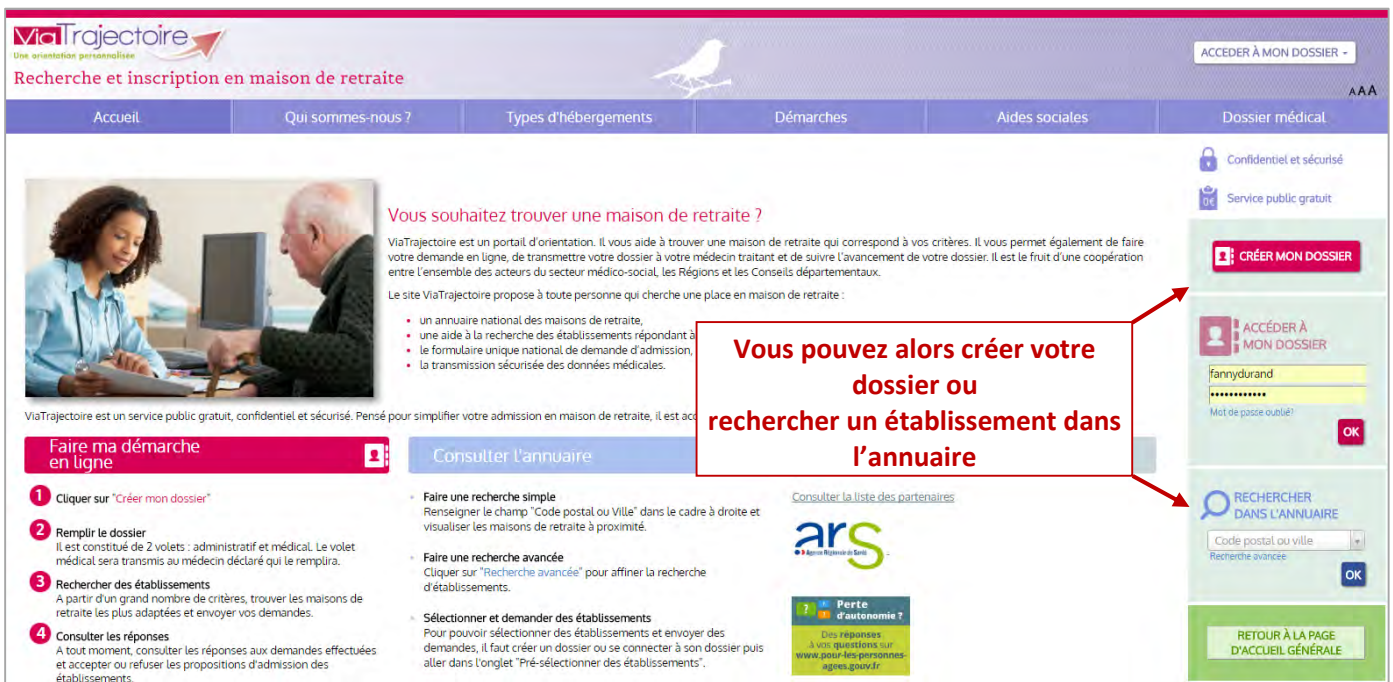 ViaTrajectoire
Une orientation personnalisée
Recherche et inscription en maison de retraite
ACCEDER À MON DOSSIER
AAA
Accueil
Qui sommes-nous ?
Types d'hébergements
Démarches
Aides sociales
Dossier médical
Confidentiel et sécurisé
0€
Service public gratuit
Vous souhaitez trouver une maison de retraite ?
ViaTrajectoire est un portail d'orientation. Il vous aide à trouver une maison de retraite qui correspond à vos critères. Il vous permet également de faire
votre demande en ligne, de transmettre votre dossier à votre médecin traitant et de suivre l'avancement de votre dossier. Il est le fruit d'une coopération
entre l'ensemble des acteurs du secteur médico-social, les Régions et les Conseils départementaux.
Le site ViaTrajectoire propose à toute personne qui cherche une place en maison de retraite :
• un annuaire national des maisons de retraite,
• une aide à la recherche des établissements répondant à
• le formulaire unique national de demande d'admission,
• la transmission sécurisée des données médicales.
ViaTrajectoire est un service public gratuit, confidentiel et sécurisé. Pensé pour simplifier votre admission en maison de retraite, il est acc
Vous pouvez alors créer votre
dossier ou
rechercher un établissement dans
l'annuaire
CRÉER MON DOSSIER
ACCÉDER À
MON DOSSIER
fannydurand
••••••••••••
Mot de passe oublié?
OK
Faire ma démarche
en ligne
1 Cliquer sur "Créer mon dossier"
2 Remplir le dossier
Il est constitué de 2 volets : administratif et médical. Le volet
médical sera transmis au médecin déclaré qui le remplira.
3 Rechercher des établissements
A partir d'un grand nombre de critères, trouver les maisons de
retraite les plus adaptées et envoyer vos demandes.
4 Consulter les réponses
A tout moment, consulter les réponses aux demandes effectuées
et accepter ou refuser les propositions d'admission des
établissements.
Consulter l'annuaire
Faire une recherche simple
Renseigner le champ "Code postal ou Ville" dans le cadre à droite et
visualiser les maisons de retraite à proximité.
Faire une recherche avancée
Cliquer sur "Recherche avancée" pour affiner la recherche
d'établissements.
Sélectionner et demander des établissements
Pour pouvoir sélectionner des établissements et envoyer des
demandes, il faut créer un dossier ou se connecter à son dossier puis
aller dans l'onglet "Pré-sélectionner des établissements".
Consulter la liste des partenaires
ars
Agence Régionale de Santé
? Perte
d'autonomie ?
Des réponses
à vos questions sur
www.pour-les-personnes-
agees.gouv.fr
RECHERCHER
DANS L'ANNUAIRE
Code postal ou ville
Recherche avancée
OK
RETOUR À LA PAGE
D'ACCUEIL GÉNÉRALE